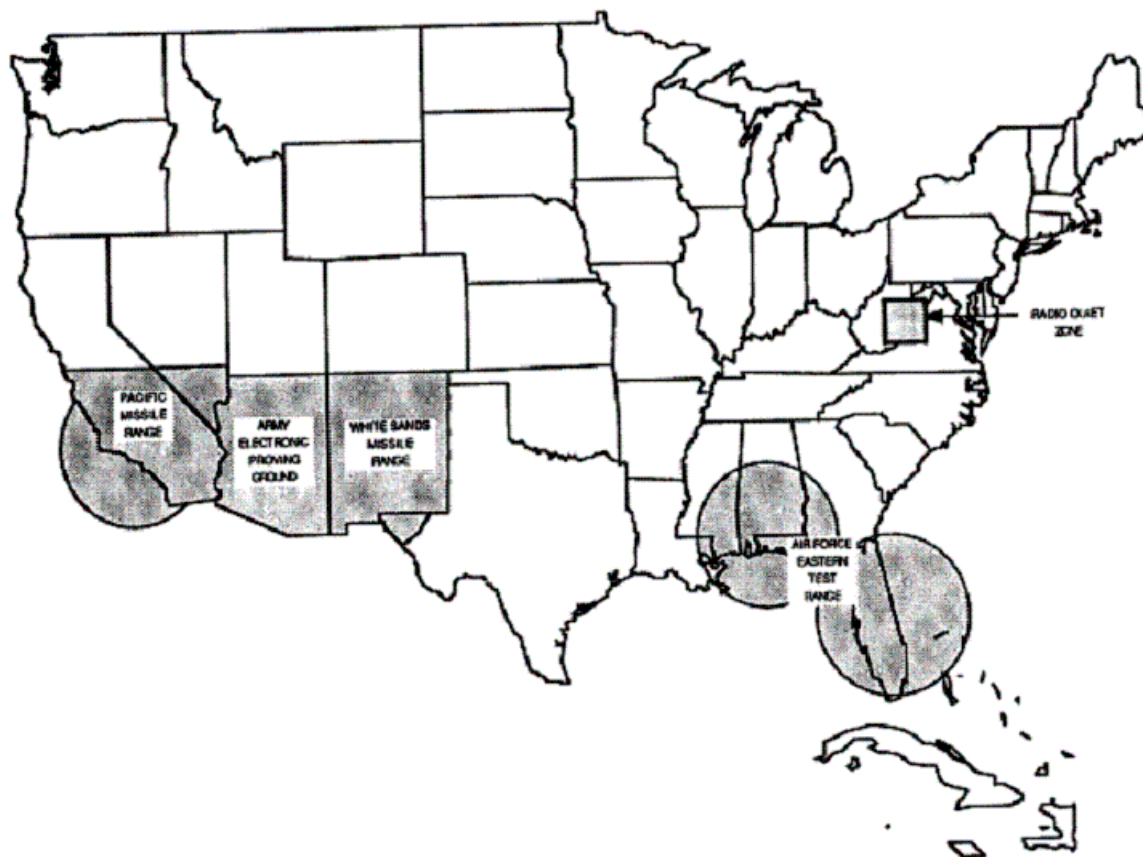 PACIFIC
MISSILE
RANGE
ARMY
ELECTRONIC
PROVING
GROUND
WHITE SANDS
MISSILE
RANGE
AIR FORCE
EASTERN
TEST
RANGE
RADIO QUIET
ZONE